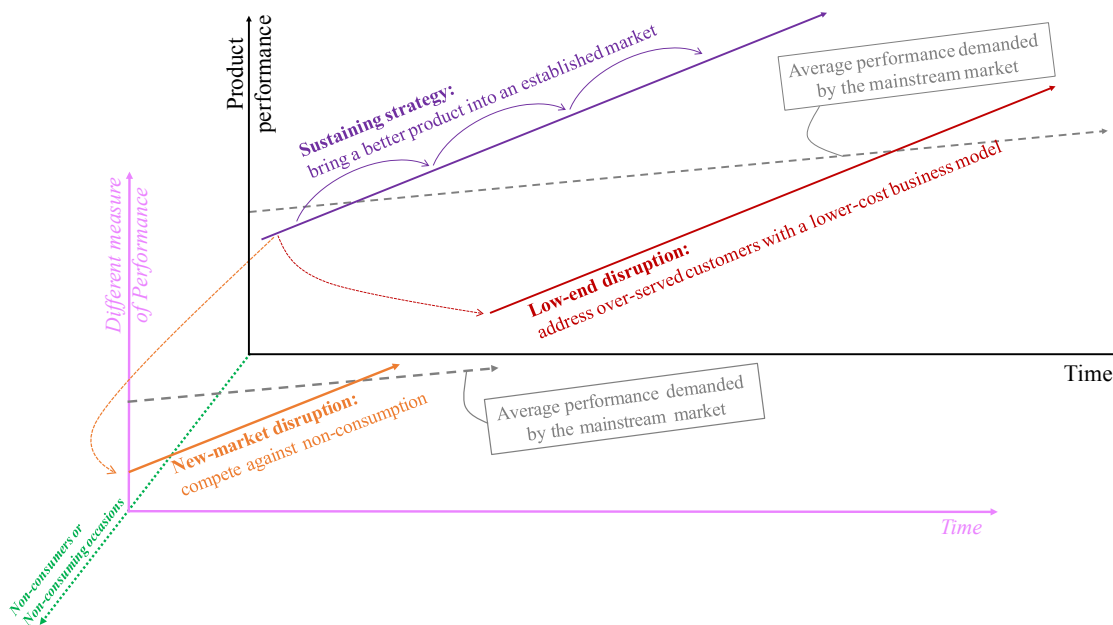 Product
performance
Sustaining strategy:
bring a better product into an established market
Average performance demanded
by the mainstream market
Different measure
of Performance
Low-end disruption:
address over-served customers with a lower-cost business model
Time
New-market disruption:
compete against non-consumption
Average performance demanded
by the mainstream market
Non-consumers or
Non-consuming occasions
Time